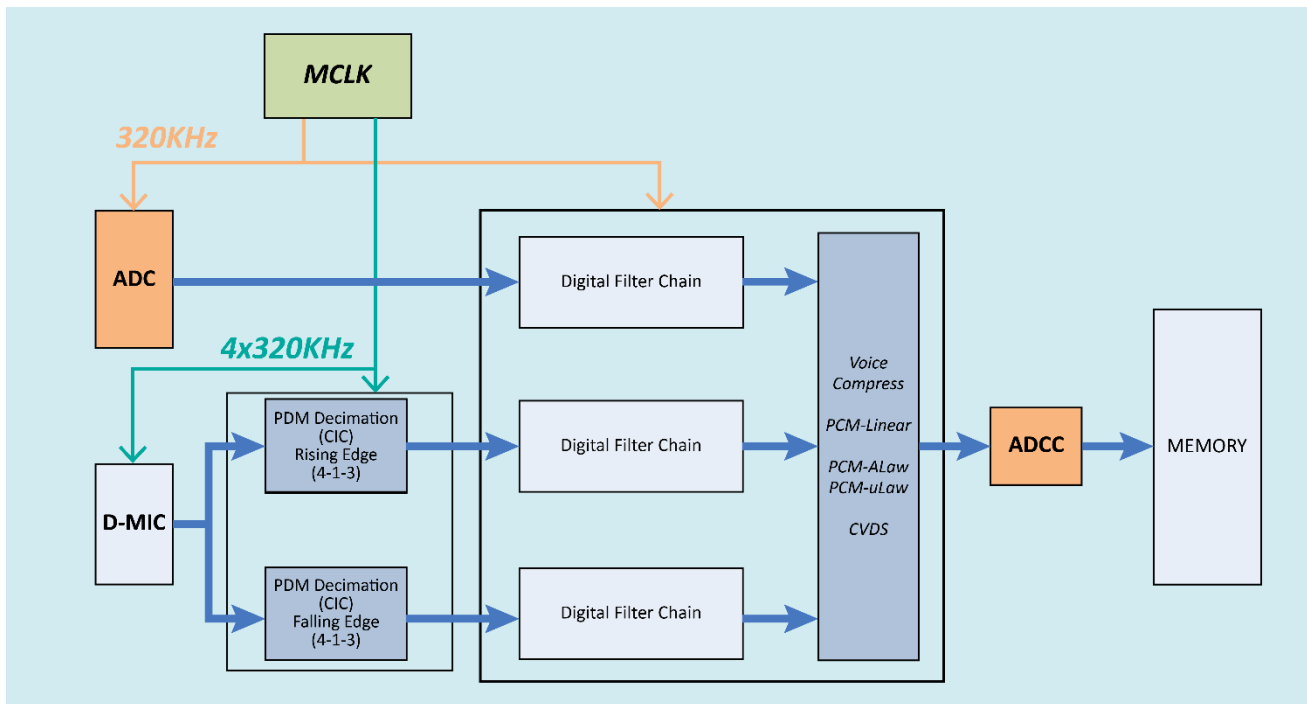 MCLK
320KHz
ADC
Digital Filter Chain
4x320KHz
PDM Decimation
(CIC)
Rising Edge
(4-1-3)
Digital Filter Chain
D-MIC
PDM Decimation
(CIC)
Falling Edge
(4-1-3)
Digital Filter Chain
Voice
Compress
PCM-Linear
PCM-ALaw
PCM-uLaw
CVDS
ADCC
MEMORY